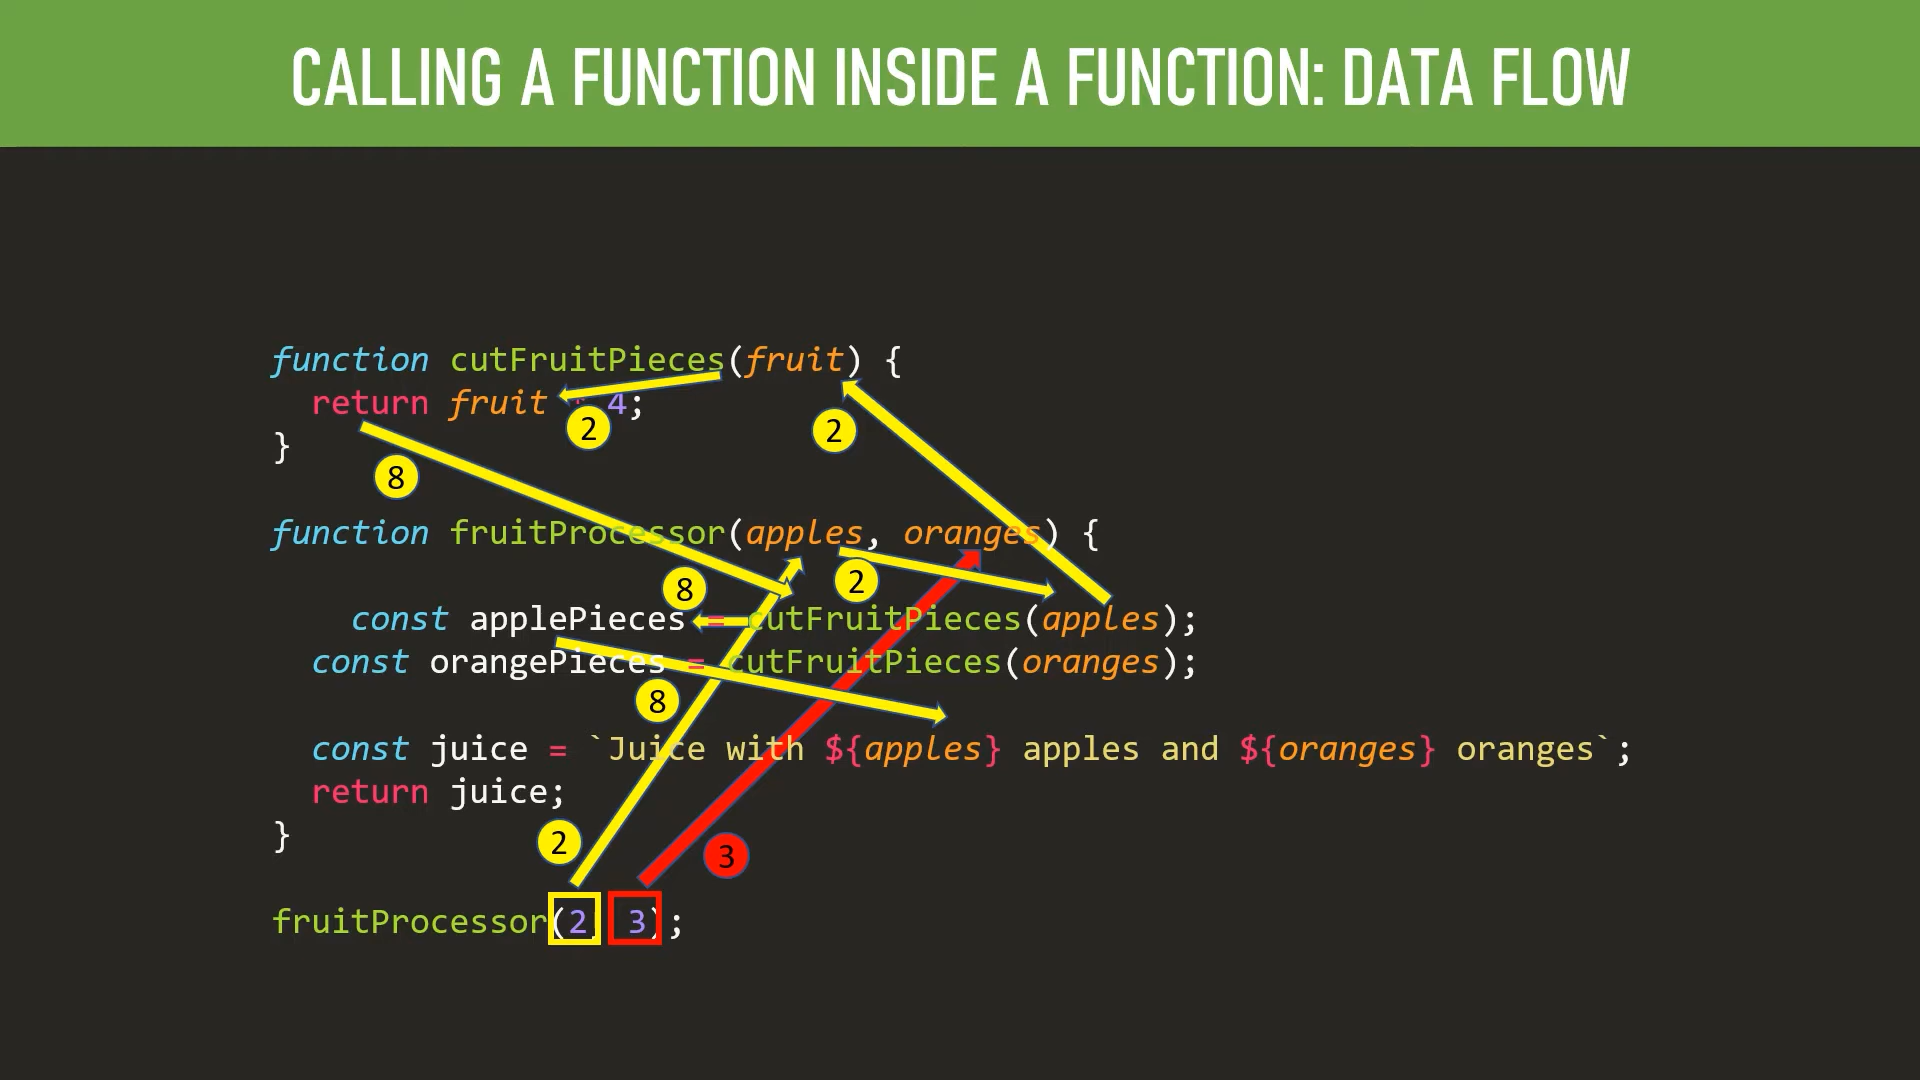 CALLING A FUNCTION INSIDE A FUNCTION: DATA FLOW
function cutFruitPieces(fruit) {
return fruit * 4;
2
2
}
8
function fruitProcessor(apples, oranges) {
8
2
const applePieces = cutFruitPieces(apples);
const orangePieces = cutFruitPieces(oranges);
8
const juice = `Juice with ${apples} apples and ${oranges} oranges`;
return juice;
}
2
3
fruitProcessor(2 3);